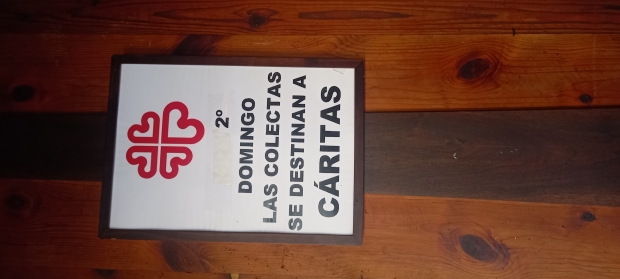 2º
DOMINGO
LAS COLECTAS
SE DESTINAN A
CÁRITAS